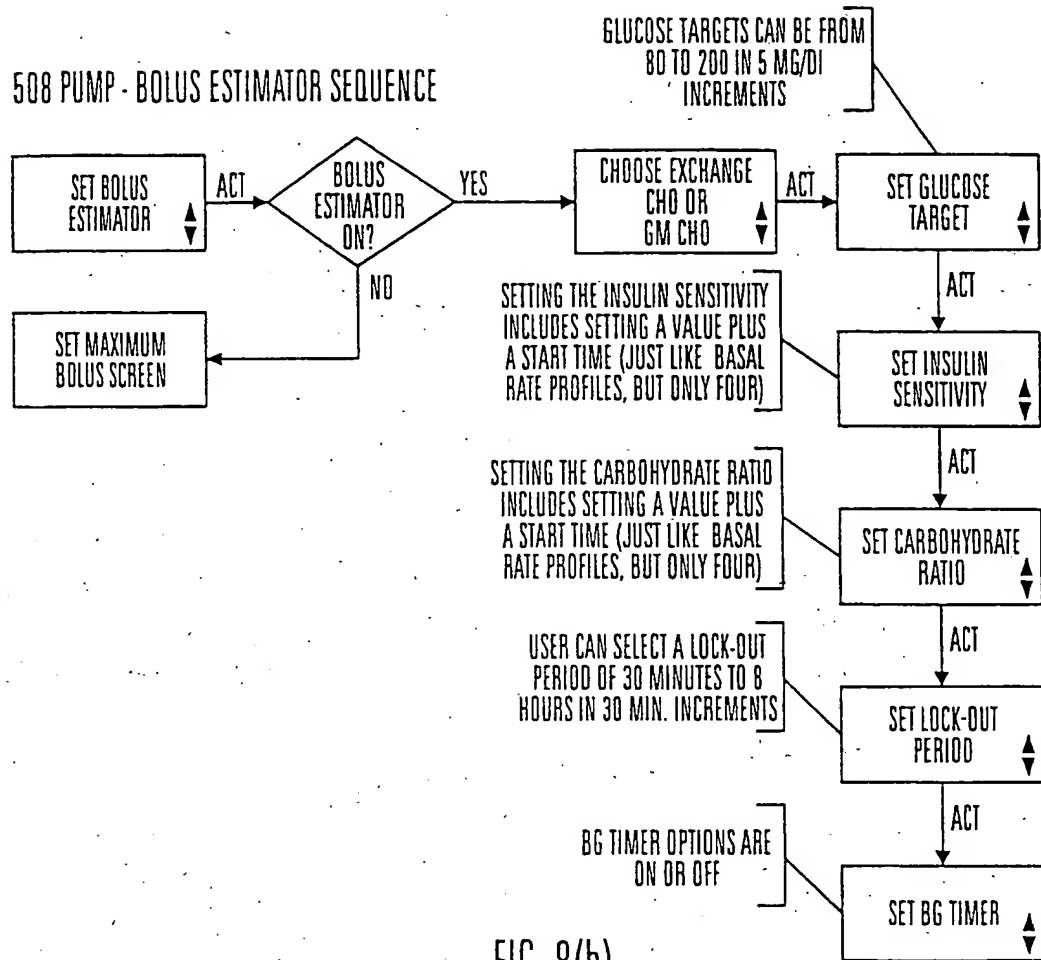 GLUCOSE TARGETS CAN BE FROM
80 TO 200 IN 5 MG/DI
INCREMENTS
508 PUMP - BOLUS ESTIMATOR SEQUENCE
SET BOLUS
ESTIMATOR
ACT
BOLUS
ESTIMATOR
ON?
YES
CHOOSE EXCHANGE
CHO OR
GM CHO
ACT
SET GLUCOSE
TARGET
NO
ACT
SET MAXIMUM
BOLUS SCREEN
SETTING THE INSULIN SENSITIVITY
INCLUDES SETTING A VALUE PLUS
A START TIME (JUST LIKE BASAL
RATE PROFILES, BUT ONLY FOUR)
SET INSULIN
SENSITIVITY
ACT
SETTING THE CARBOHYDRATE RATIO
INCLUDES SETTING A VALUE PLUS
A START TIME (JUST LIKE BASAL
RATE PROFILES, BUT ONLY FOUR)
SET CARBOHYDRATE
RATIO
ACT
USER CAN SELECT A LOCK-OUT
PERIOD OF 30 MINUTES TO 8
HOURS IN 30 MIN. INCREMENTS
SET LOCK-OUT
PERIOD
ACT
BG TIMER OPTIONS ARE
ON OR OFF
SET BG TIMER